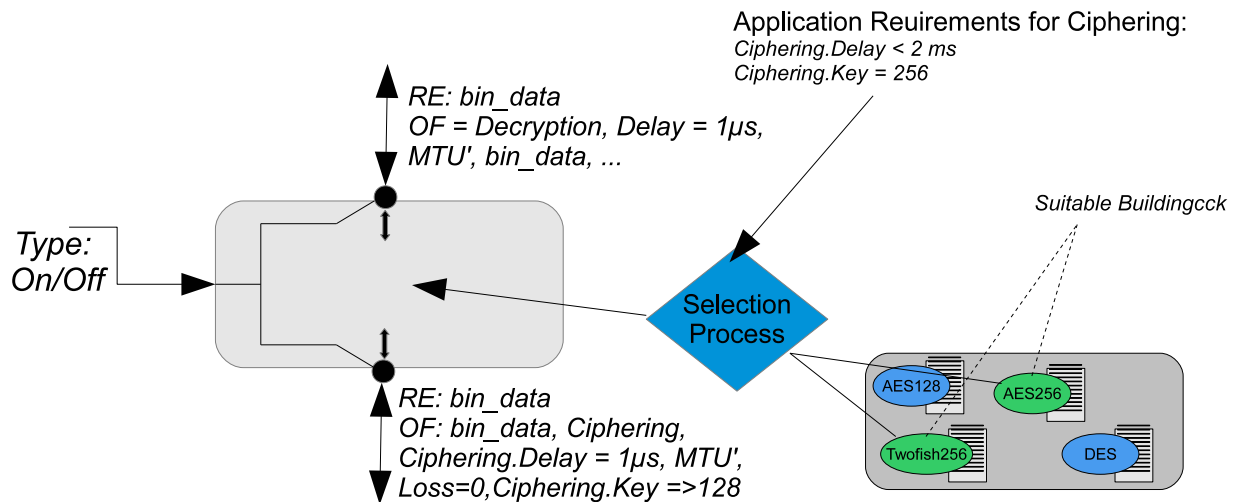 Application Reuirements for Ciphering:
Ciphering.Delay < 2 ms
Ciphering.Key = 256
RE: bin_data
OF = Decryption, Delay = 1µs,
MTU', bin_data, ...
Suitable Buildingcck
Type:
On/Off
Selection
Process
AES128
AES256
Twofish256
DES
RE: bin_data
OF: bin_data, Ciphering,
Ciphering.Delay = 1µs, MTU',
Loss=0,Ciphering.Key =>128